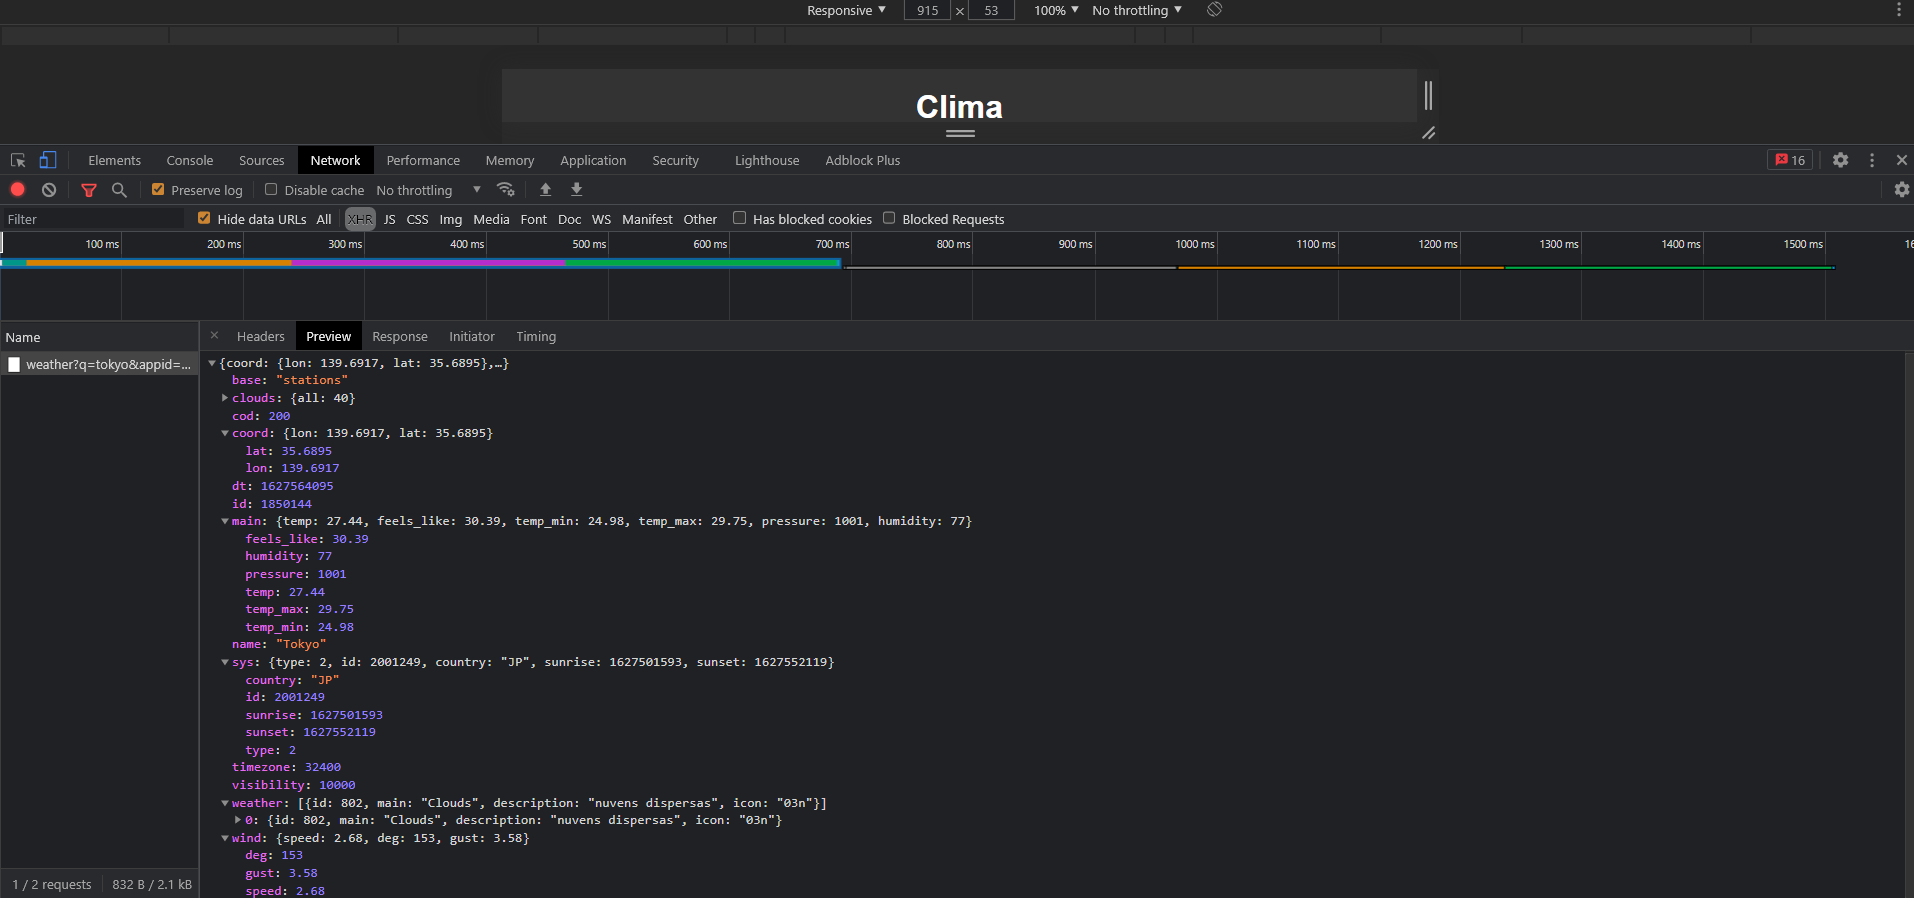 Responsive ▼ 915 × 53 100% ▼ No throttling ▼
Clima
Elements Console Sources Network Performance Memory Application Security Lighthouse Adblock Plus 16
Preserve log Disable cache No throttling ▼
Filter Hide data URLs All XHR JS CSS Img Media Font Doc WS Manifest Other Has blocked cookies Blocked Requests
100 ms 200 ms 300 ms 400 ms 500 ms 600 ms 700 ms 800 ms 900 ms 1000 ms 1100 ms 1200 ms 1300 ms 1400 ms 1500 ms 16
Name
weather?q=tokyo&appid=...
1 / 2 requests 832 B / 2.1 kB
× Headers Preview Response Initiator Timing
▼{coord: {lon: 139.6917, lat: 35.6895},…}
base: "stations"
▶clouds: {all: 40}
cod: 200
▼coord: {lon: 139.6917, lat: 35.6895}
lat: 35.6895
lon: 139.6917
dt: 1627564095
id: 1850144
▼main: {temp: 27.44, feels_like: 30.39, temp_min: 24.98, temp_max: 29.75, pressure: 1001, humidity: 77}
feels_like: 30.39
humidity: 77
pressure: 1001
temp: 27.44
temp_max: 29.75
temp_min: 24.98
name: "Tokyo"
▼sys: {type: 2, id: 2001249, country: "JP", sunrise: 1627501593, sunset: 1627552119}
country: "JP"
id: 2001249
sunrise: 1627501593
sunset: 1627552119
type: 2
timezone: 32400
visibility: 10000
▼weather: [{id: 802, main: "Clouds", description: "nuvens dispersas", icon: "03n"}]
▶0: {id: 802, main: "Clouds", description: "nuvens dispersas", icon: "03n"}
▼wind: {speed: 2.68, deg: 153, gust: 3.58}
deg: 153
gust: 3.58
speed: 2.68